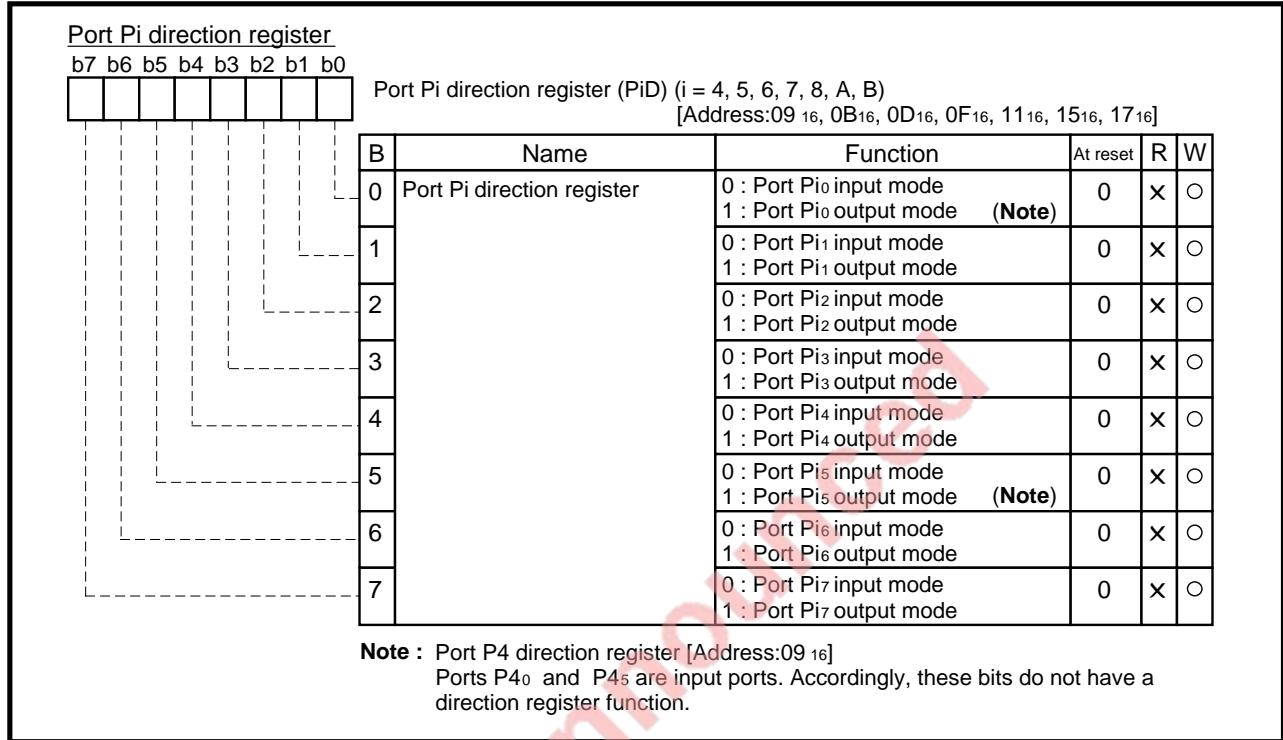 Port Pi direction register
b7 b6 b5 b4 b3 b2 b1 b0
Port Pi direction register (PiD) (i = 4, 5, 6, 7, 8, A, B)
[Address:09 16, 0B16, 0D16, 0F16, 1116, 1516, 1716]
B Name Function At reset R W
0 Port Pi direction register 0 : Port Pi0 input mode 0 × ○
1 : Port Pi0 output mode (Note)
1 0 : Port Pi1 input mode 0 × ○
1 : Port Pi1 output mode
2 0 : Port Pi2 input mode 0 × ○
1 : Port Pi2 output mode
3 0 : Port Pi3 input mode 0 × ○
1 : Port Pi3 output mode
4 0 : Port Pi4 input mode 0 × ○
1 : Port Pi4 output mode
5 0 : Port Pi5 input mode 0 × ○
1 : Port Pi5 output mode (Note)
6 0 : Port Pi6 input mode 0 × ○
1 : Port Pi6 output mode
7 0 : Port Pi7 input mode 0 × ○
1 : Port Pi7 output mode
Note : Port P4 direction register [Address:09 16]
Ports P40 and P45 are input ports. Accordingly, these bits do not have a
direction register function.